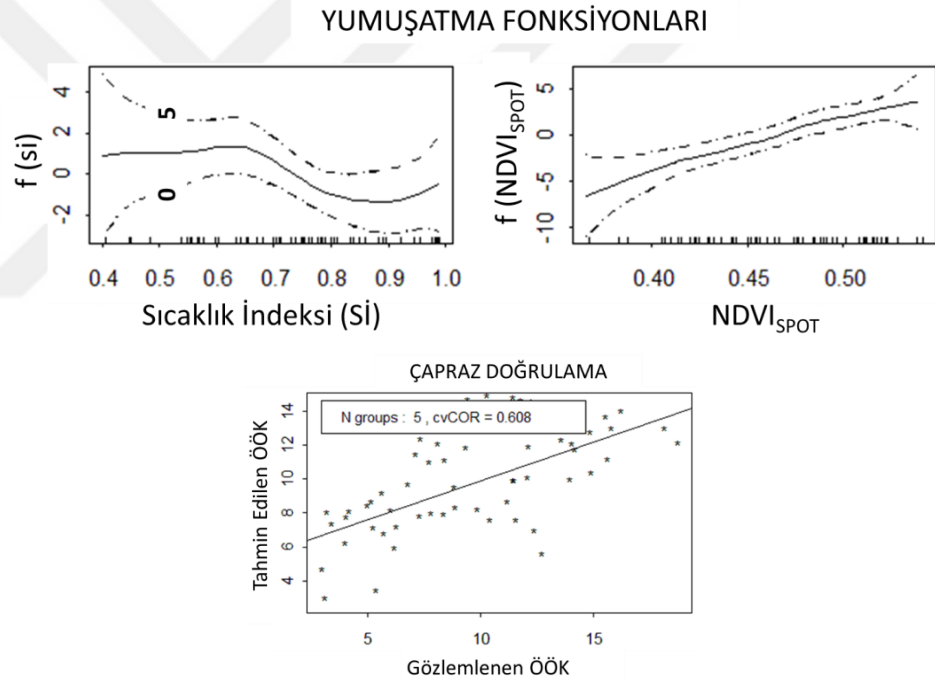 YUMUŞATMA FONKSİYONLARI
f (si)
4
2
0
-2
5
0
0.4 0.5 0.6 0.7 0.8 0.9 1.0
Sıcaklık İndeksi (Sİ)
f (NDVI_SPOT)
5
0
-5
-10
0.40 0.45 0.50
NDVI_SPOT
ÇAPRAZ DOĞRULAMA
N groups : 5 , cvCOR = 0.608
Tahmin Edilen ÖÖK
14
12
10
8
6
4
5 10 15
Gözlemlenen ÖÖK